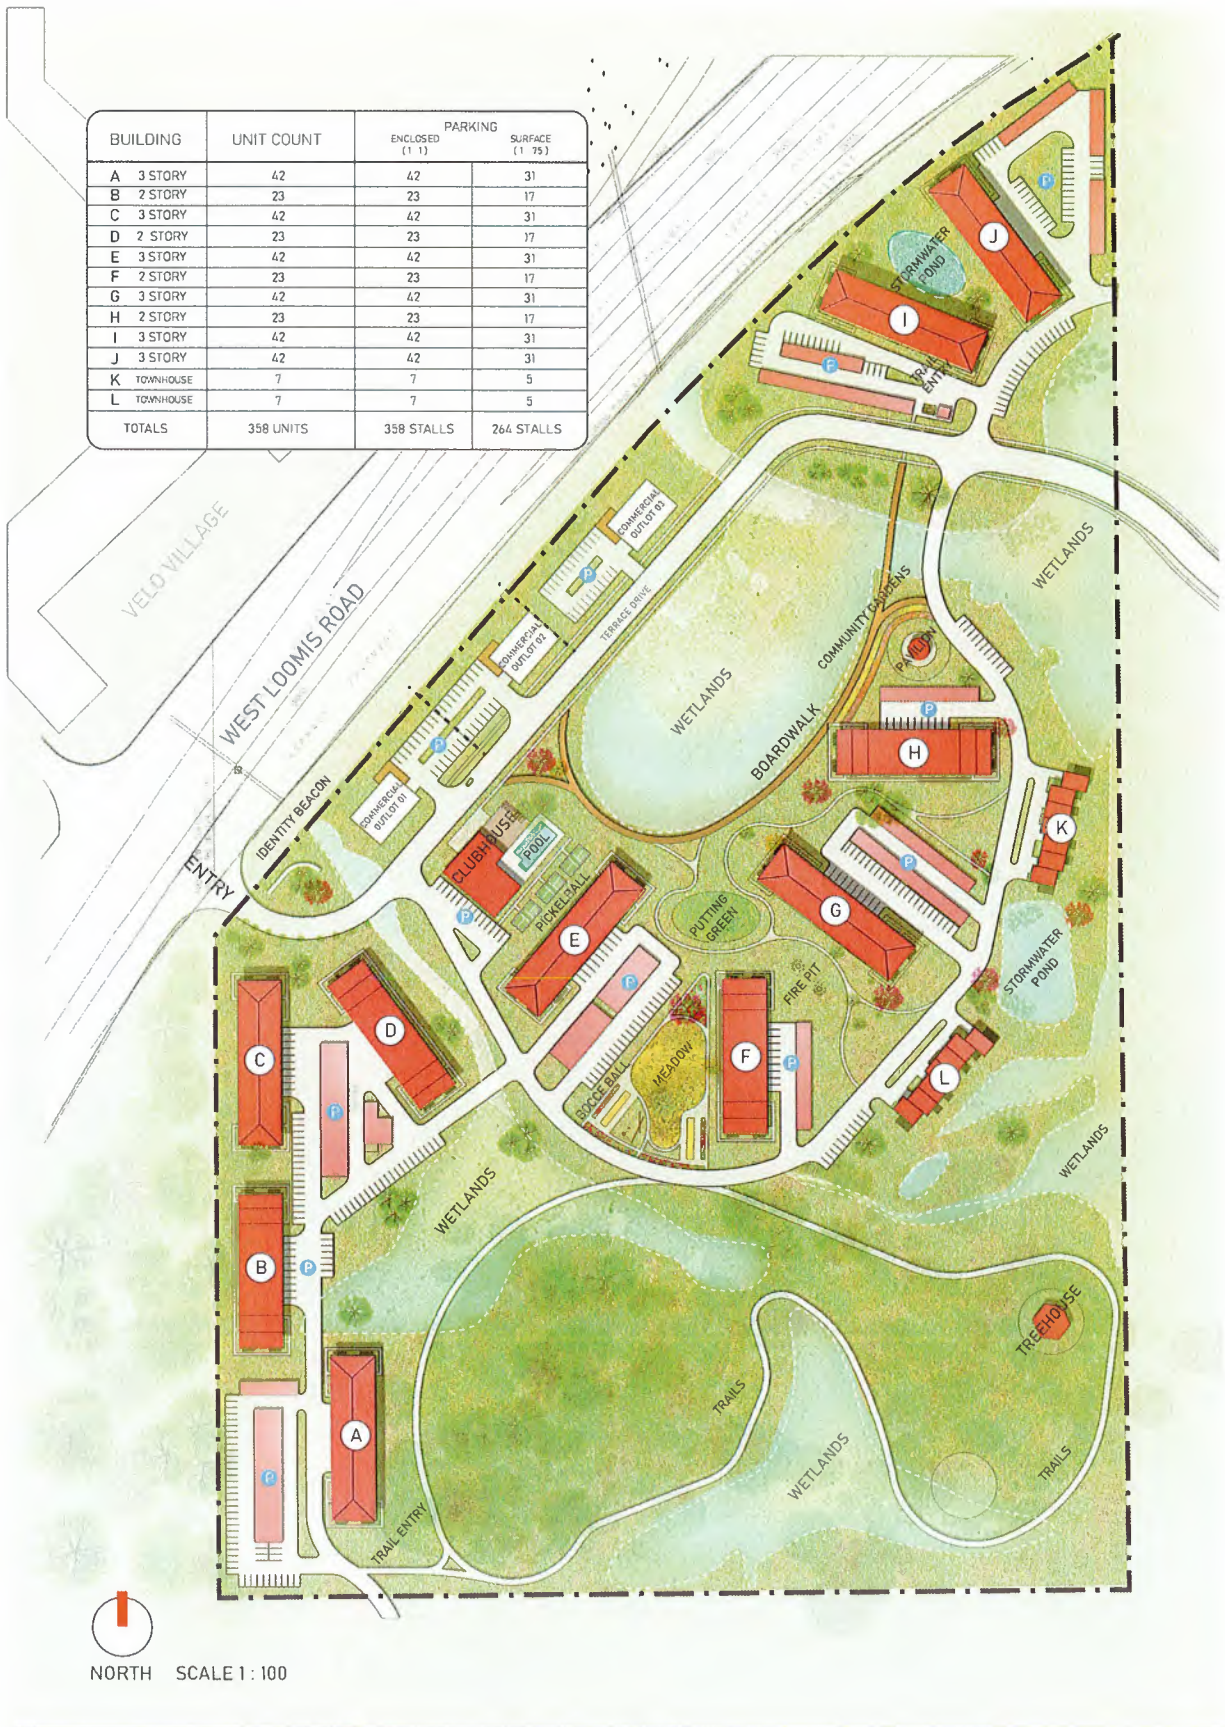 PARKING
BUILDING UNIT COUNT ENCLOSED SURFACE
(1 1) (1 75)
A 3 STORY 42 42 31
B 2 STORY 23 23 17
C 3 STORY 42 42 31
D 2 STORY 23 23 17
E 3 STORY 42 42 31
F 2 STORY 23 23 17
G 3 STORY 42 42 31
H 2 STORY 23 23 17
I 3 STORY 42 42 31
J 3 STORY 42 42 31
K TOWNHOUSE 7 7 5
L TOWNHOUSE 7 7 5
TOTALS 358 UNITS 358 STALLS 264 STALLS
P
J
STORMWATER
POND
I
P
TRAIL
ENTRY
VELO VILLAGE
WEST LOOMIS ROAD
COMMERCIAL
OUTLOT 03
P
TERRACE DRIVE
COMMERCIAL
OUTLOT 02
P
COMMERCIAL
OUTLOT 01
IDENTITY BEACON
ENTRY
WETLANDS
WETLANDS
COMMUNITY GARDENS
PAVILION
BOARDWALK
P
H
K
CLUBHOUSE
POOL
PICKELBALL
P
E
P
PUTTING
GREEN
G
P
FIRE PIT
STORMWATER
POND
C
D
P
BOCCE BALL
MEADOW
F
P
L
WETLANDS
WETLANDS
B
P
A
P
TREEHOUSE
TRAILS
WETLANDS
TRAILS
TRAIL ENTRY
NORTH SCALE 1 : 100